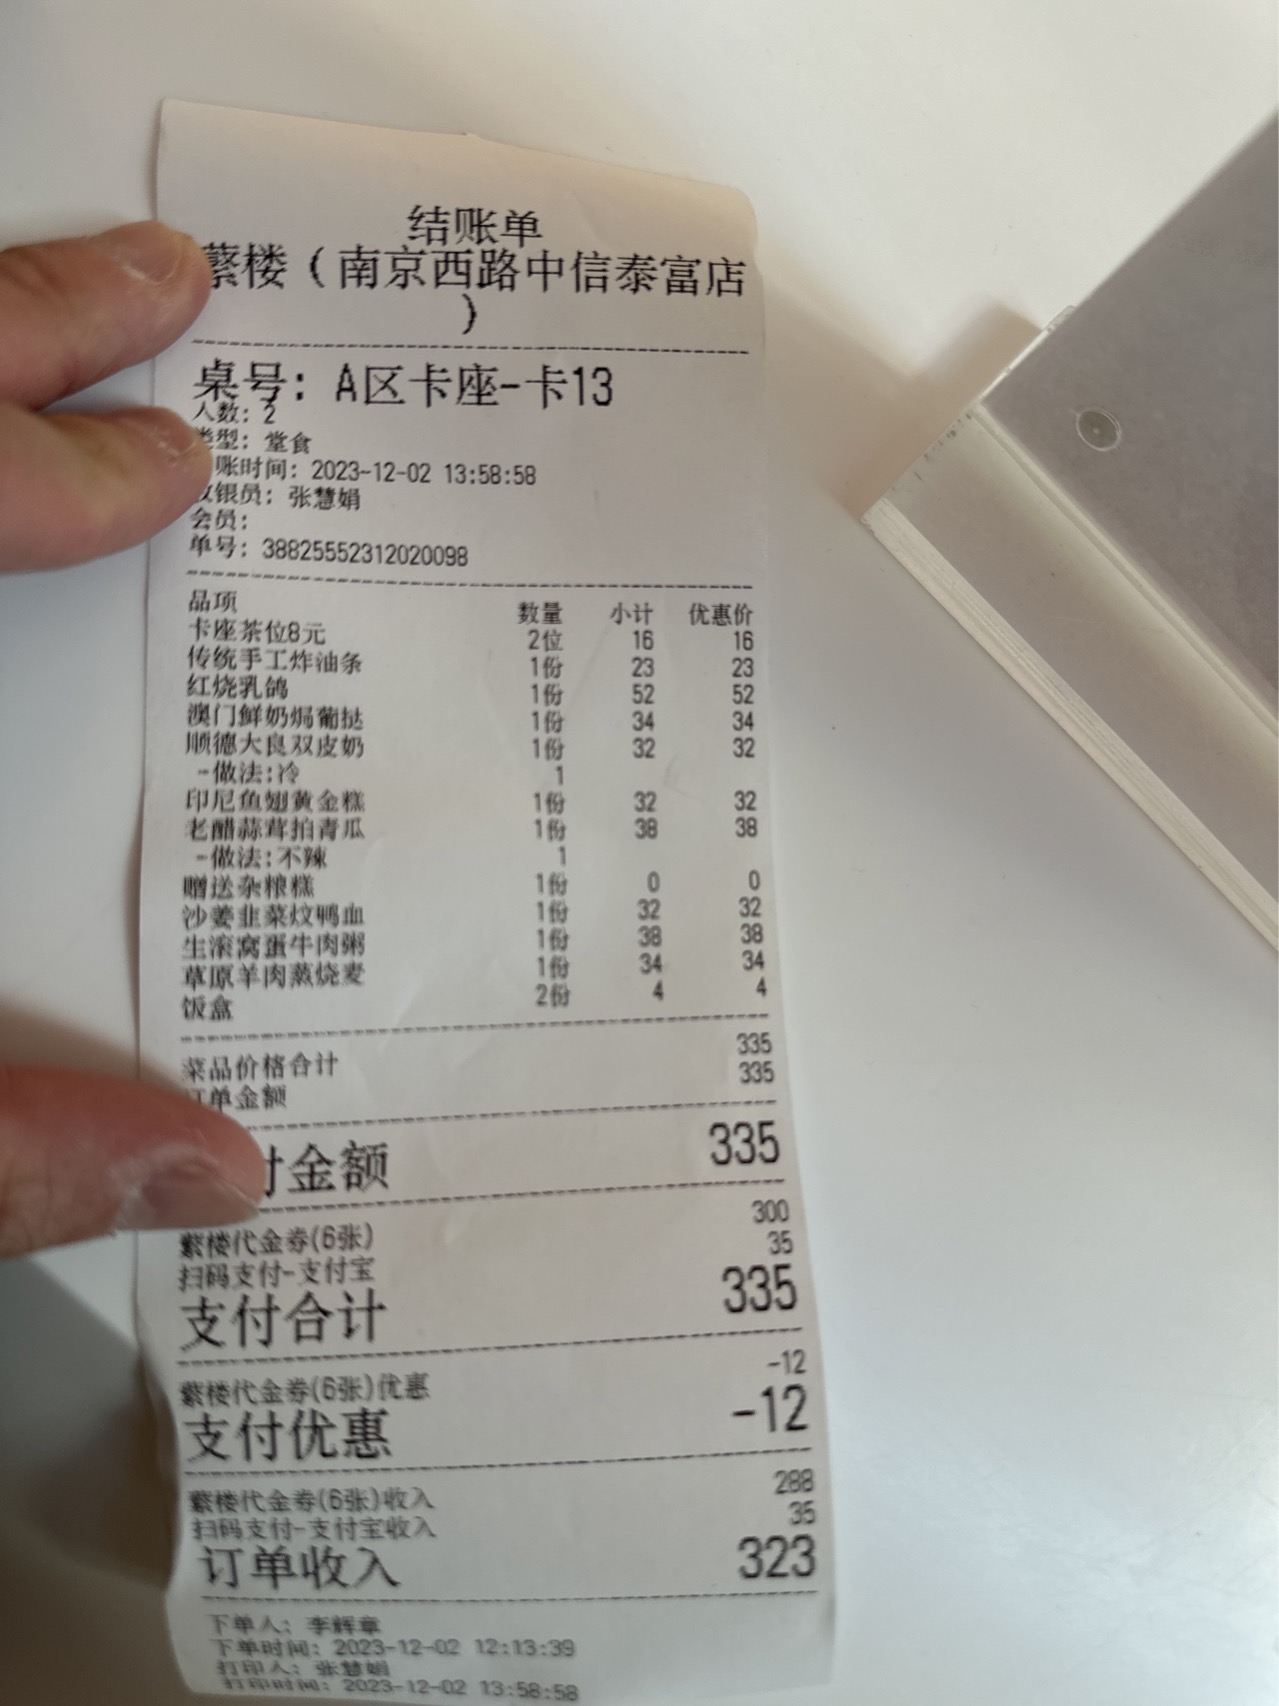 结账单
蘩楼（南京西路中信泰富店
）
桌号：A区卡座-卡13
人数：2
类型：堂食
账时间：2023-12-02 13:58:58
收银员：张慧娟
会员：
单号：38825552312020098
品项 数量 小计 优惠价
卡座茶位8元 2位 16 16
传统手工炸油条 1份 23 23
红烧乳鸽 1份 52 52
澳门鲜奶焗葡挞 1份 34 34
顺德大良双皮奶 1份 32 32
-做法:冷 1
印尼鱼翅黄金糕 1份 32 32
老醋蒜茸拍青瓜 1份 38 38
-做法:不辣 1
赠送杂粮糕 1份 0 0
沙姜韭菜炆鸭血 1份 32 32
生滚窝蛋牛肉粥 1份 38 38
草原羊肉蒸烧麦 1份 34 34
饭盒 2份 4 4
菜品价格合计 335
订单金额 335
付金额 335
蘩楼代金券(6张) 300
扫码支付-支付宝 35
支付合计 335
蘩楼代金券(6张)优惠 -12
支付优惠 -12
蘩楼代金券(6张)收入 288
扫码支付-支付宝收入 35
订单收入 323
下单人：李辉章
下单时间：2023-12-02 12:13:39
打印人：张慧娟
打印时间：2023-12-02 13:58:58